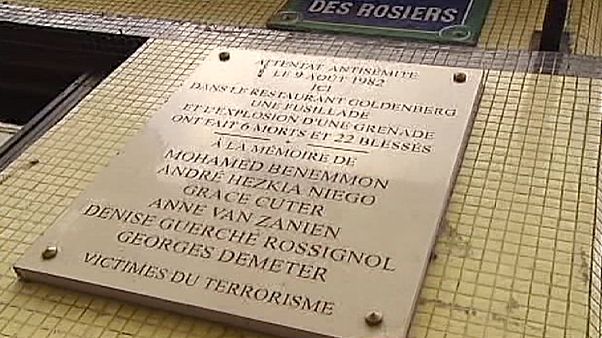 DES ROSIERS
ATTENTAT ANTISÉMITE
LE 9 AOUT 1982
ICI
DANS LE RESTAURANT GOLDENBERG
UNE FUSILLADE
ET L'EXPLOSION D'UNE GRENADE
ONT FAIT 6 MORTS ET 22 BLESSÉS
À LA MÉMOIRE DE
MOHAMED BENEMMON
ANDRÉ HEZKIA NIEGO
GRACE CUTER
ANNE VAN ZANIEN
DENISE GUERCHE ROSSIGNOL
GEORGES DEMETER
VICTIMES DU TERRORISME